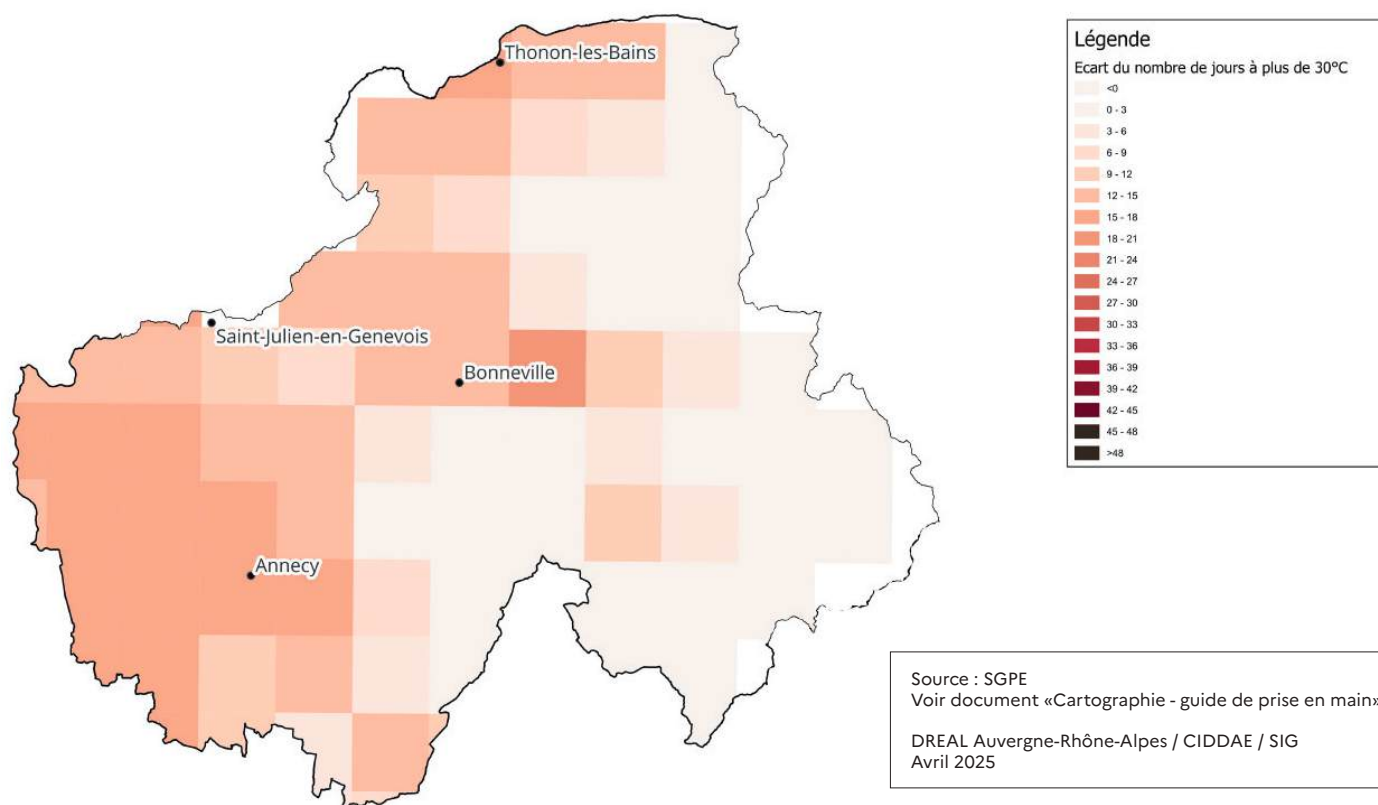 Thonon-les-Bains
Saint-Julien-en-Genevois
Bonneville
Annecy
Légende
Ecart du nombre de jours à plus de 30°C
<0
0 - 3
3 - 6
6 - 9
9 - 12
12 - 15
15 - 18
18 - 21
21 - 24
24 - 27
27 - 30
30 - 33
33 - 36
36 - 39
39 - 42
42 - 45
45 - 48
>48
Source : SGPE
Voir document «Cartographie - guide de prise en main»
DREAL Auvergne-Rhône-Alpes / CIDDAE / SIG
Avril 2025